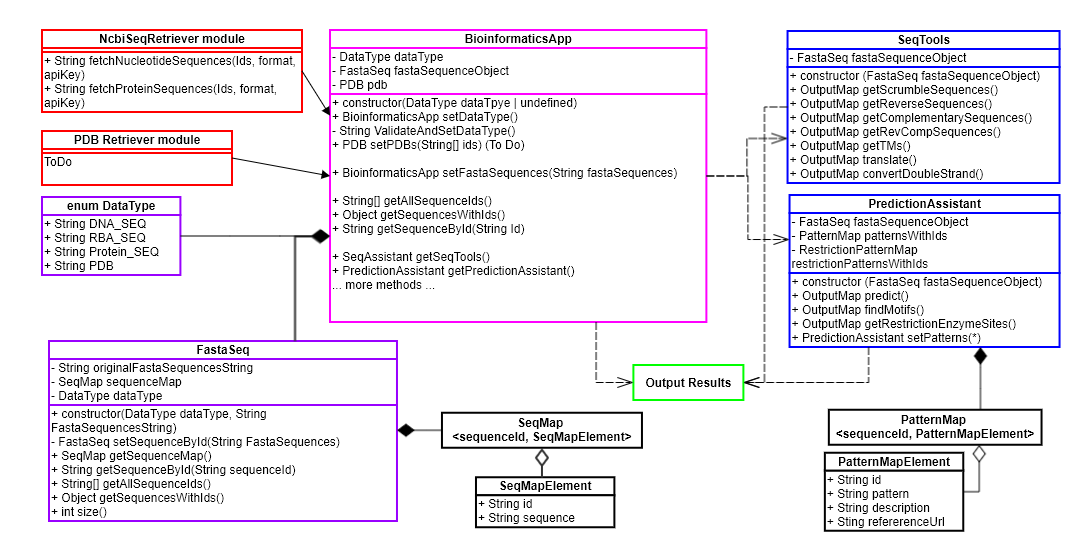 NcbiSeqRetriever module
+ String fetchNucleotideSequences(Ids, format,
apiKey)
+ String fetchProteinSequences(Ids, format,
apiKey)
PDB Retriever module
ToDo
enum DataType
+ String DNA_SEQ
+ String RBA_SEQ
+ String Protein_SEQ
+ String PDB
BioinformaticsApp
- DataType dataType
- FastaSeq fastaSequenceObject
- PDB pdb
+ constructor(DataType dataTpye | undefined)
+ BioinformaticsApp setDataType()
- String ValidateAndSetDataType()
+ PDB setPDBs(String[] ids) (To Do)
+ BioinformaticsApp setFastaSequences(String fastaSequences)
+ String[] getAllSequenceIds()
+ Object getSequencesWithIds()
+ String getSequenceById(String Id)
+ SeqAssistant getSeqTools()
+ PredictionAssistant getPredictionAssistant()
... more methods ...
SeqTools
- FastaSeq fastaSequenceObject
+ constructor (FastaSeq fastaSequenceObject)
+ OutputMap getScrumbleSequences()
+ OutputMap getReverseSequences()
+ OutputMap getComplementarySequences()
+ OutputMap getRevCompSequences()
+ OutputMap getTMs()
+ OutputMap translate()
+ OutputMap convertDoubleStrand()
PredictionAssistant
- FastaSeq fastaSequenceObject
- PatternMap patternsWithIds
- RestrictionPatternMap
restrictionPatternsWithIds
+ constructor (FastaSeq fastaSequenceObject)
+ OutputMap predict()
+ OutputMap findMotifs()
+ OutputMap getRestrictionEnzymeSites()
+ PredictionAssistant setPatterns(*)
FastaSeq
- String originalFastaSequencesString
- SeqMap sequenceMap
- DataType dataType
+ constructor(DataType dataType, String
FastaSequencesString)
- FastaSeq setSequenceById(String FastaSequences)
+ SeqMap getSequenceMap()
+ String getSequenceById(String sequenceId)
+ String[] getAllSequenceIds()
+ Object getSequencesWithIds()
+ int size()
Output Results
SeqMap
<sequenceId, SeqMapElement>
SeqMapElement
+ String id
+ String sequence
PatternMap
<sequenceId, PatternMapElement>
PatternMapElement
+ String id
+ String pattern
+ String description
+ Sting refererenceUrl